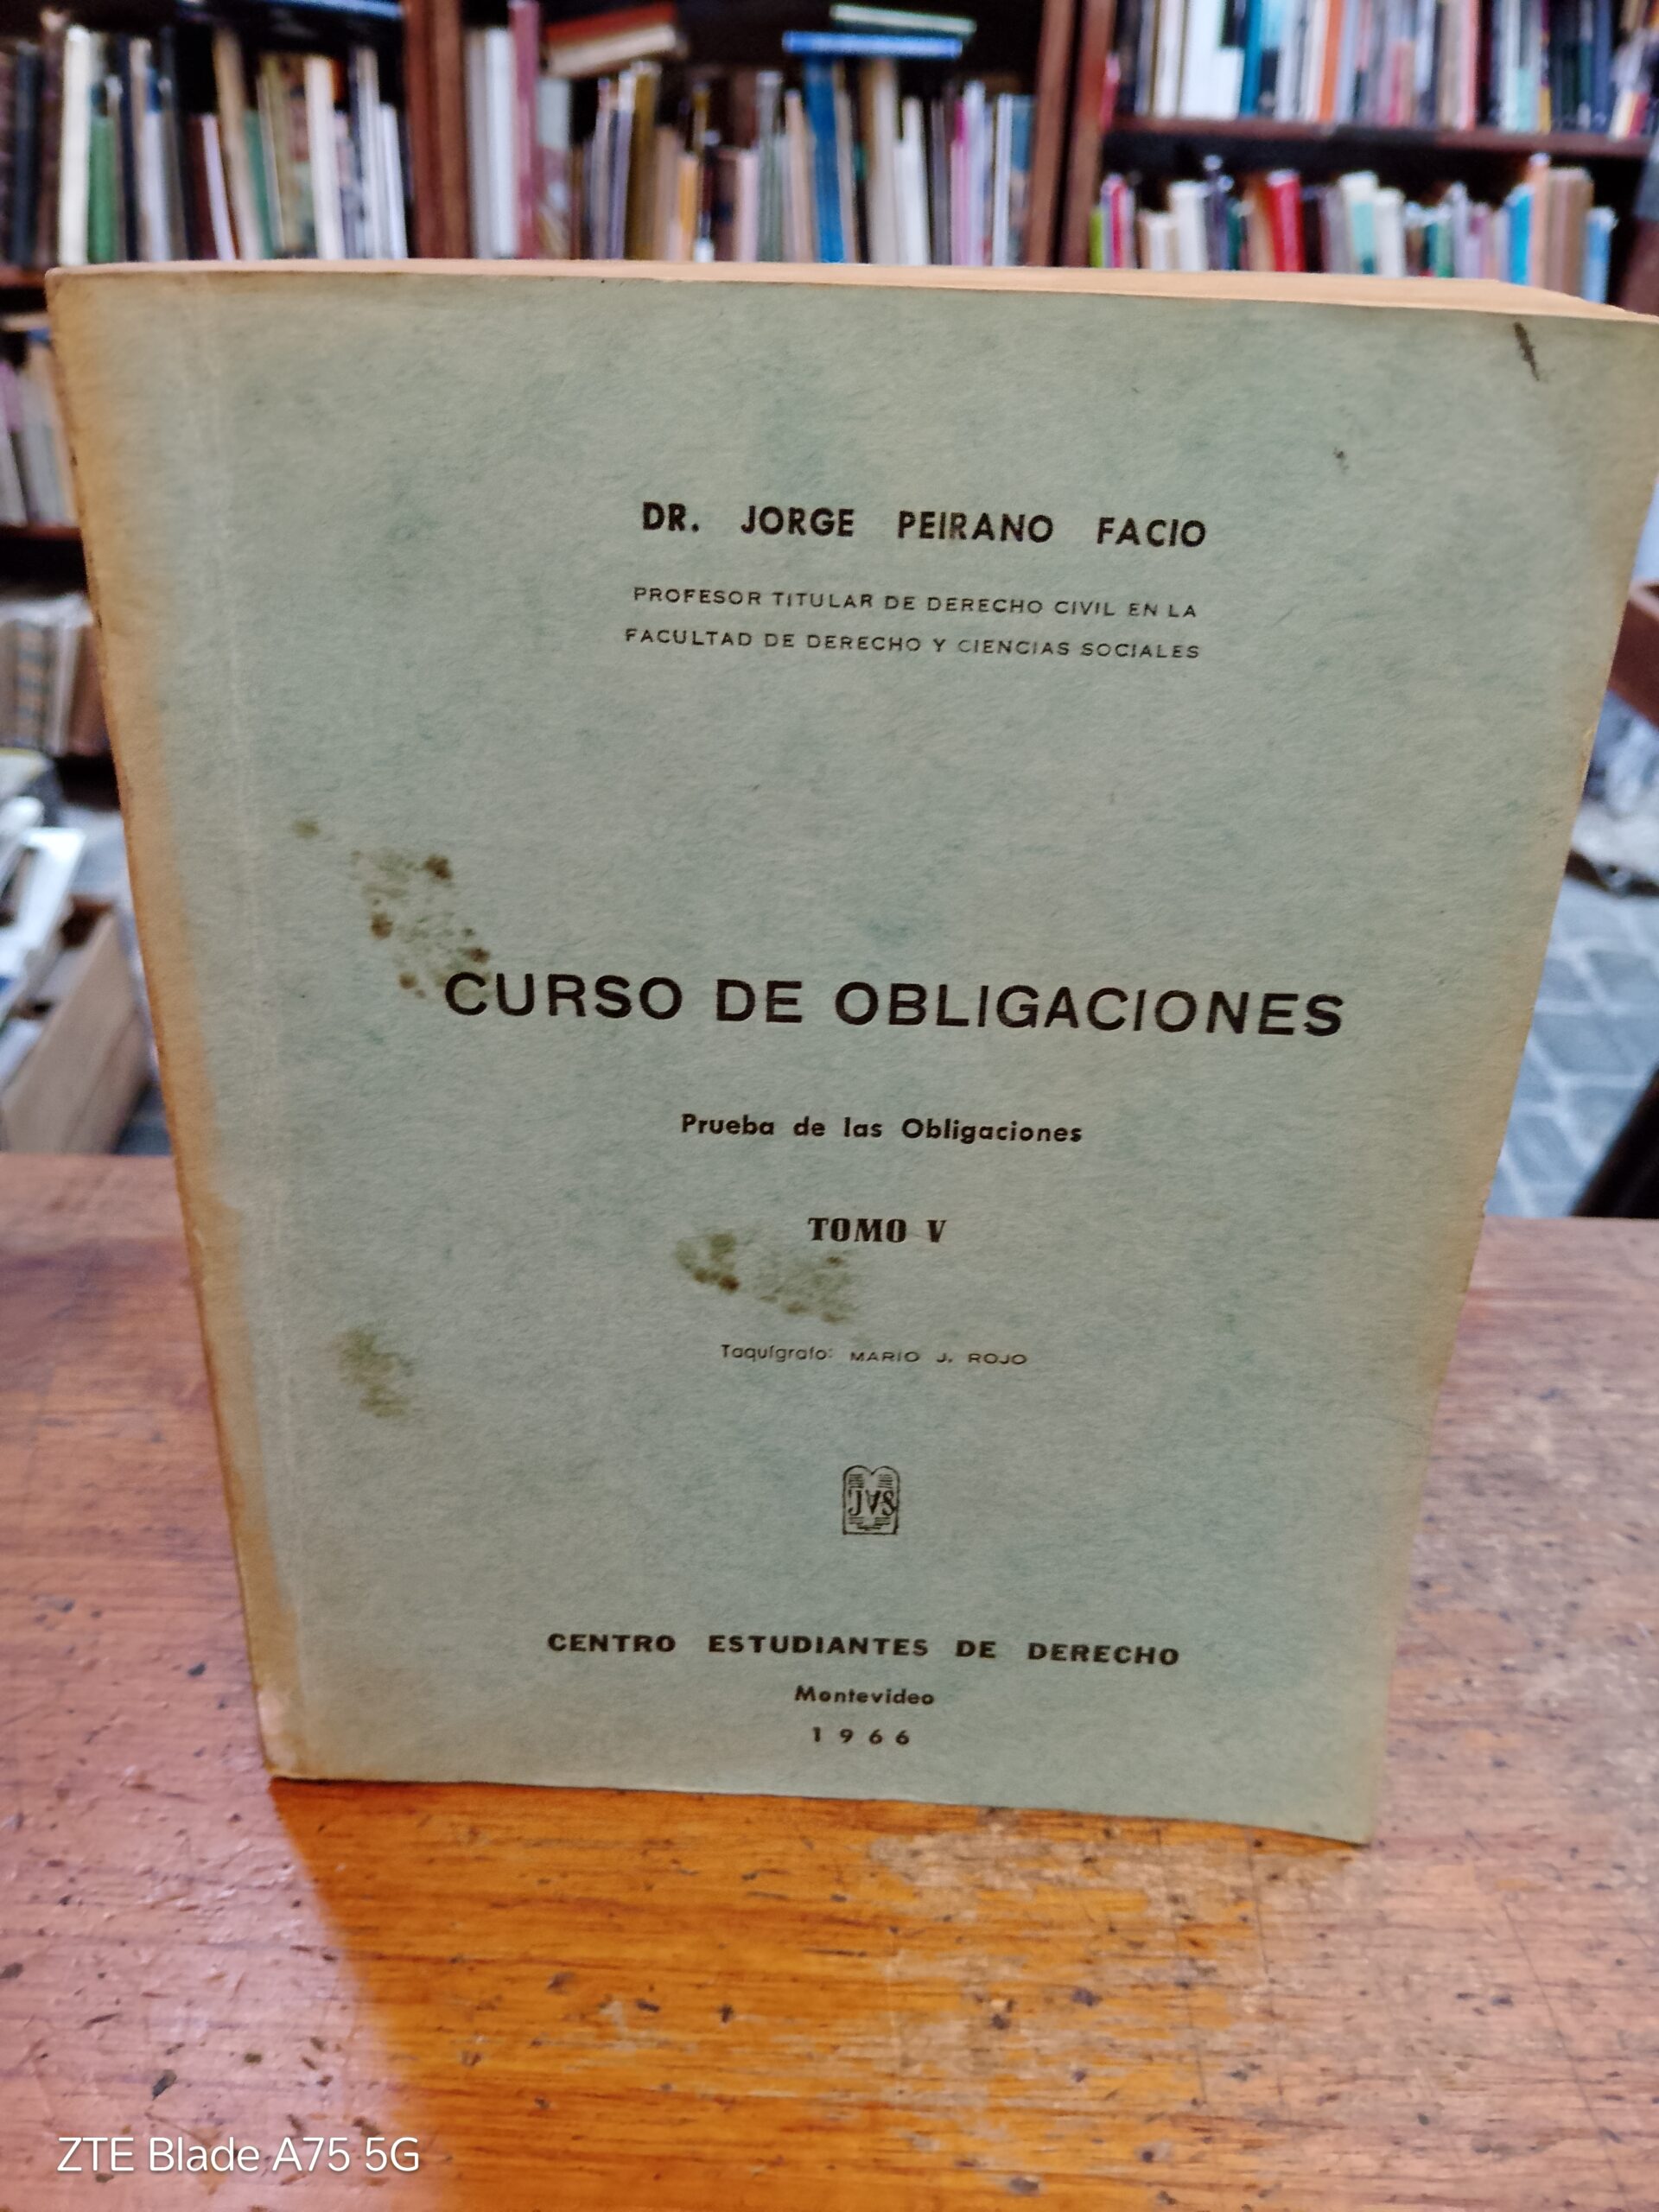 DR. JORGE PEIRANO FACIO
PROFESOR TITULAR DE DERECHO CIVIL EN LA
FACULTAD DE DERECHO Y CIENCIAS SOCIALES
CURSO DE OBLIGACIONES
Prueba de las Obligaciones
TOMO V
Taquígrafo: MARIO J. ROJO
CENTRO ESTUDIANTES DE DERECHO
Montevideo
1966
ZTE Blade A75 5G